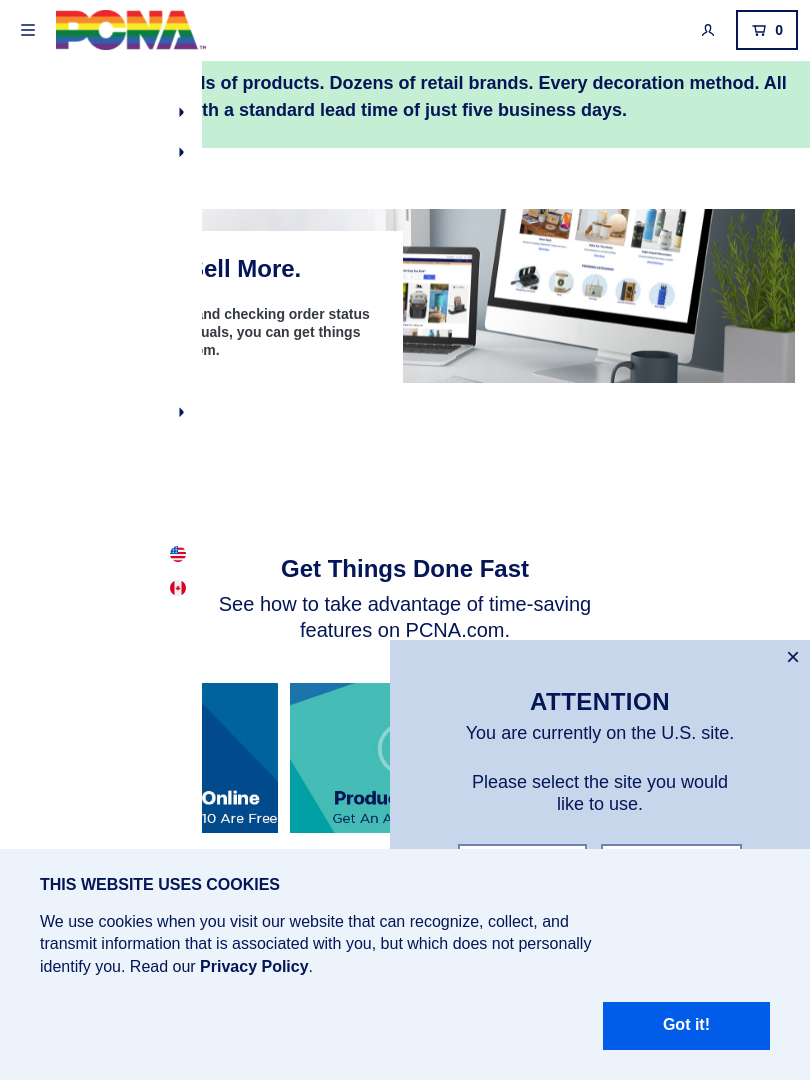 PCNA
0
ls of products. Dozens of retail brands. Every decoration method. All
th a standard lead time of just five business days.
Sell More.
and checking order status
uals, you can get things
om.
Get Things Done Fast
See how to take advantage of time-saving
features on PCNA.com.
Online
10 Are Free
Produc
Get An A
×
ATTENTION
You are currently on the U.S. site.
Please select the site you would
like to use.
THIS WEBSITE USES COOKIES
We use cookies when you visit our website that can recognize, collect, and
transmit information that is associated with you, but which does not personally
identify you. Read our Privacy Policy.
Got it!